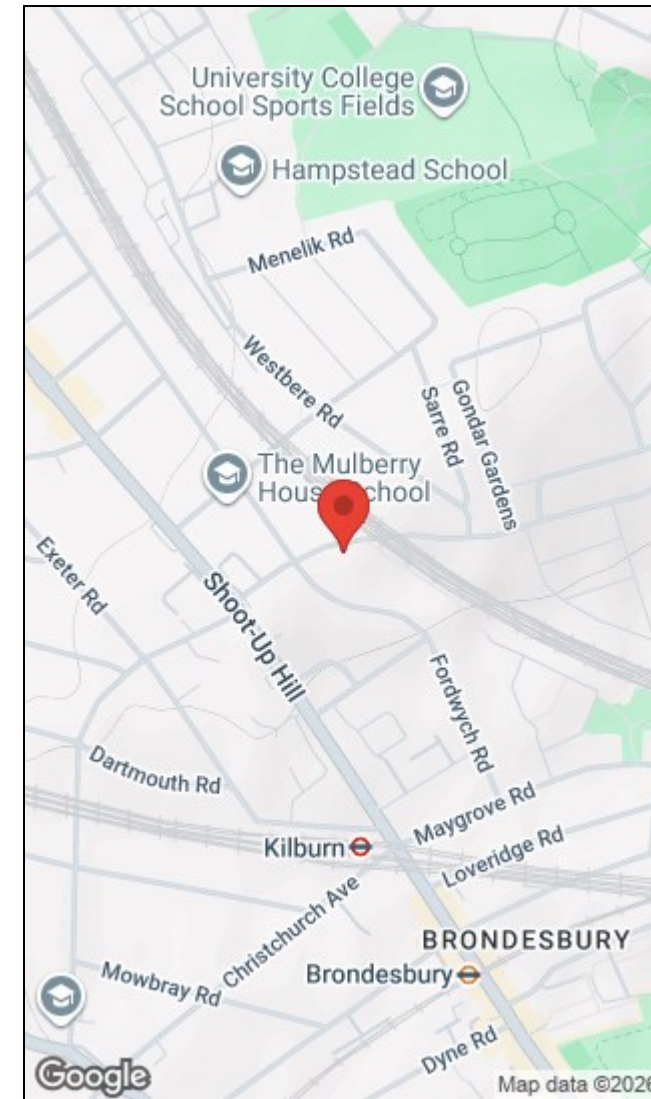 University College
School Sports Fields
Hampstead School
Menelik Rd
Westbere Rd
Sarre Rd
Gondar Gardens
The Mulberry
House School
Exeter Rd
Shoot-Up Hill
Fordwych Rd
Dartmouth Rd
Maygrove Rd
Kilburn
Loveridge Rd
Christchurch Ave
BRONDESBURY
Mowbray Rd
Brondesbury
Dyne Rd
Google
Map data ©2026